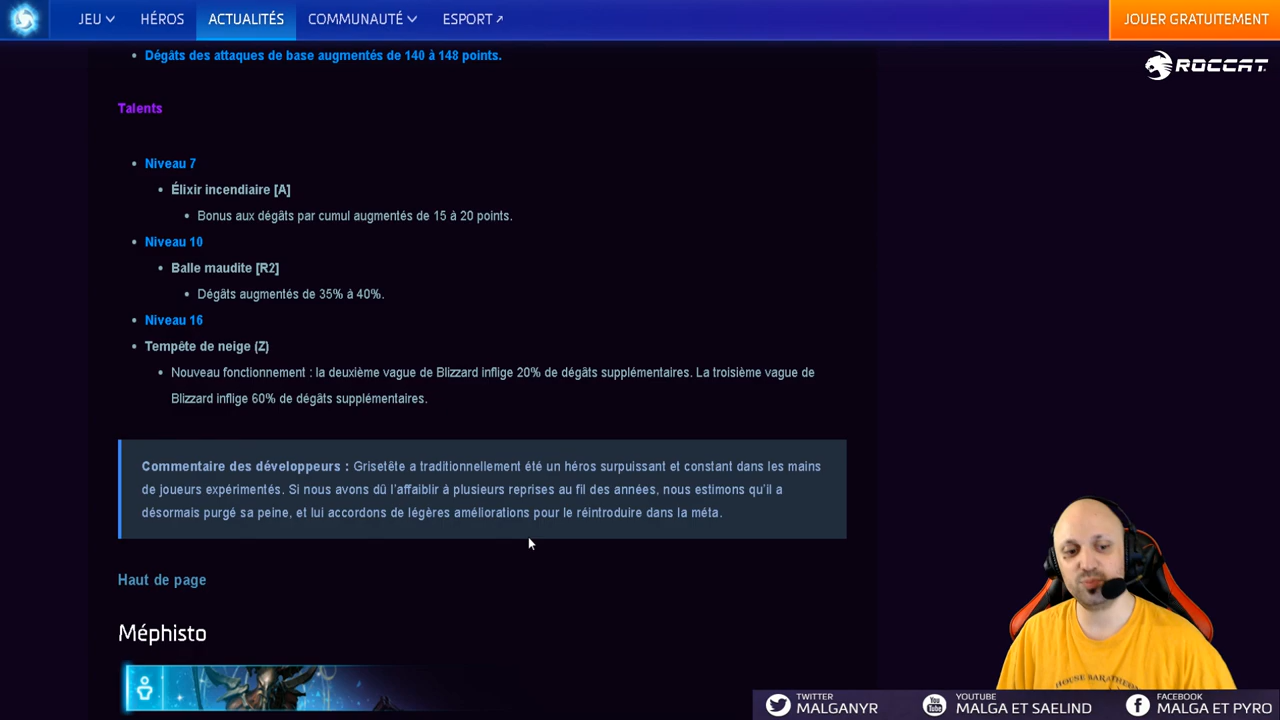 JEU HÉROS ACTUALITÉS COMMUNAUTÉ ESPORT JOUER GRATUITEMENT
Dégâts des attaques de base augmentés de 140 à 148 points.
ROCCAT
Talents
Niveau 7
Élixir incendiaire [A]
Bonus aux dégâts par cumul augmentés de 15 à 20 points.
Niveau 10
Balle maudite [R2]
Dégâts augmentés de 35% à 40%.
Niveau 16
Tempête de neige (Z)
Nouveau fonctionnement : la deuxième vague de Blizzard inflige 20% de dégâts supplémentaires. La troisième vague de
Blizzard inflige 60% de dégâts supplémentaires.
Commentaire des développeurs : Grisetête a traditionnellement été un héros surpuissant et constant dans les mains
de joueurs expérimentés. Si nous avons dû l'affaiblir à plusieurs reprises au fil des années, nous estimons qu'il a
désormais purgé sa peine, et lui accordons de légères améliorations pour le réintroduire dans la méta.
Haut de page
Méphisto
HOUSE BARATHEON
TWITTER
MALGANYR
YOUTUBE
MALGA ET SAELIND
FACEBOOK
MALGA ET PYRO